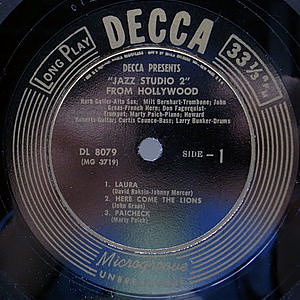 DECCA
LONG PLAY
33 1/3 RPM
DECCA PRESENTS
"JAZZ STUDIO 2"
FROM HOLLYWOOD
Herb Geller-Alto Sax; Milt Bernhart-Trombone; John
Graas-French Horn; Don Fagerquist-
Trumpet; Marty Paich-Piano; Howard
Roberts-Guitar; Curtis Counce-Bass; Larry Bunker-Drums
DL 8079
(MG 3719)
SIDE - 1
1. LAURA
(David Raksin-Johnny Mercer)
2. HERE COME THE LIONS
(John Graas)
3. PAICHECK
(Marty Paich)
Microgroove